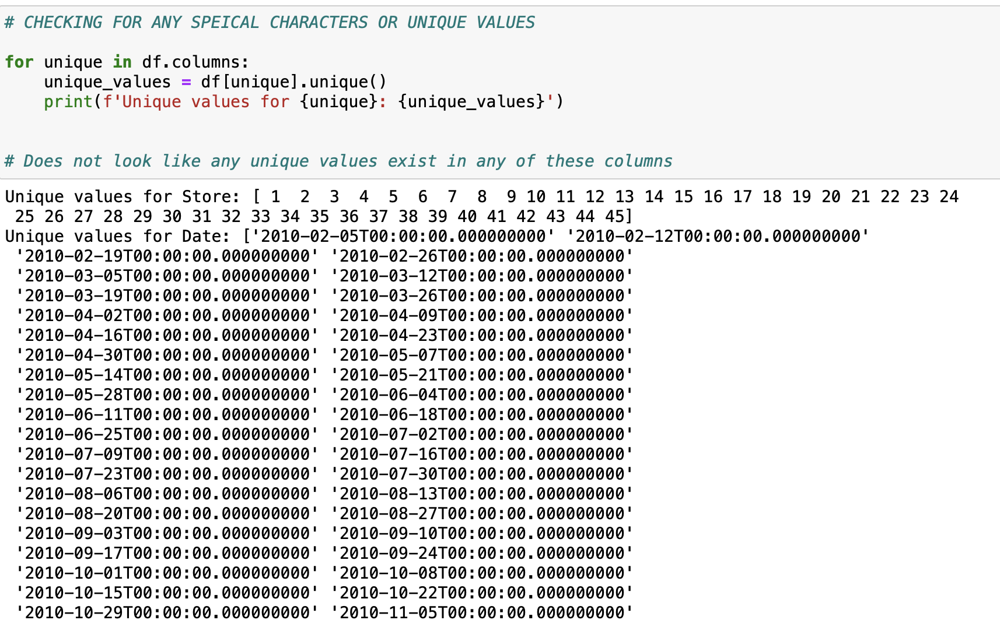 # CHECKING FOR ANY SPEICAL CHARACTERS OR UNIQUE VALUES
for unique in df.columns:
    unique_values = df[unique].unique()
    print(f'Unique values for {unique}: {unique_values}')
# Does not look like any unique values exist in any of these columns
Unique values for Store: [ 1  2  3  4  5  6  7  8  9 10 11 12 13 14 15 16 17 18 19 20 21 22 23 24
 25 26 27 28 29 30 31 32 33 34 35 36 37 38 39 40 41 42 43 44 45]
Unique values for Date: ['2010-02-05T00:00:00.000000000' '2010-02-12T00:00:00.000000000'
 '2010-02-19T00:00:00.000000000' '2010-02-26T00:00:00.000000000'
 '2010-03-05T00:00:00.000000000' '2010-03-12T00:00:00.000000000'
 '2010-03-19T00:00:00.000000000' '2010-03-26T00:00:00.000000000'
 '2010-04-02T00:00:00.000000000' '2010-04-09T00:00:00.000000000'
 '2010-04-16T00:00:00.000000000' '2010-04-23T00:00:00.000000000'
 '2010-04-30T00:00:00.000000000' '2010-05-07T00:00:00.000000000'
 '2010-05-14T00:00:00.000000000' '2010-05-21T00:00:00.000000000'
 '2010-05-28T00:00:00.000000000' '2010-06-04T00:00:00.000000000'
 '2010-06-11T00:00:00.000000000' '2010-06-18T00:00:00.000000000'
 '2010-06-25T00:00:00.000000000' '2010-07-02T00:00:00.000000000'
 '2010-07-09T00:00:00.000000000' '2010-07-16T00:00:00.000000000'
 '2010-07-23T00:00:00.000000000' '2010-07-30T00:00:00.000000000'
 '2010-08-06T00:00:00.000000000' '2010-08-13T00:00:00.000000000'
 '2010-08-20T00:00:00.000000000' '2010-08-27T00:00:00.000000000'
 '2010-09-03T00:00:00.000000000' '2010-09-10T00:00:00.000000000'
 '2010-09-17T00:00:00.000000000' '2010-09-24T00:00:00.000000000'
 '2010-10-01T00:00:00.000000000' '2010-10-08T00:00:00.000000000'
 '2010-10-15T00:00:00.000000000' '2010-10-22T00:00:00.000000000'
 '2010-10-29T00:00:00.000000000' '2010-11-05T00:00:00.000000000'